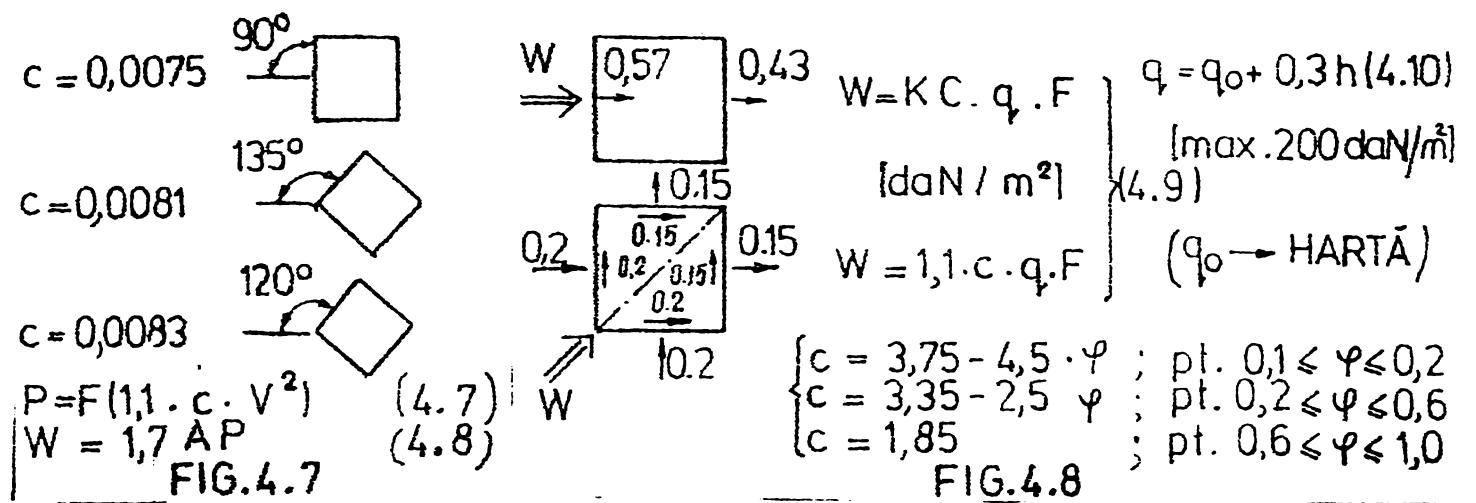 90°
c = 0,0075
135°
c = 0,0081
120°
c = 0,0083
P=F(1,1 · c · V²) (4.7)
W = 1,7 A P (4.8)
FIG.4.7
W
0,57
0,43
W=K C. q . F
[daN / m²]
W = 1,1 · c · q.F
(4.9)
q = q₀+ 0,3 h (4.10)
[max.200 daN/m²]
(q₀ → HARTĂ)
0.15
0.15
0,2
0.2
0.15
0.15
0.2
0.2
W
c = 3,75 - 4,5 · φ ; pt. 0,1 ≤ φ ≤ 0,2
c = 3,35 - 2,5 φ ; pt. 0,2 ≤ φ ≤ 0,6
c = 1,85 ; pt. 0,6 ≤ φ ≤ 1,0
FIG.4.8